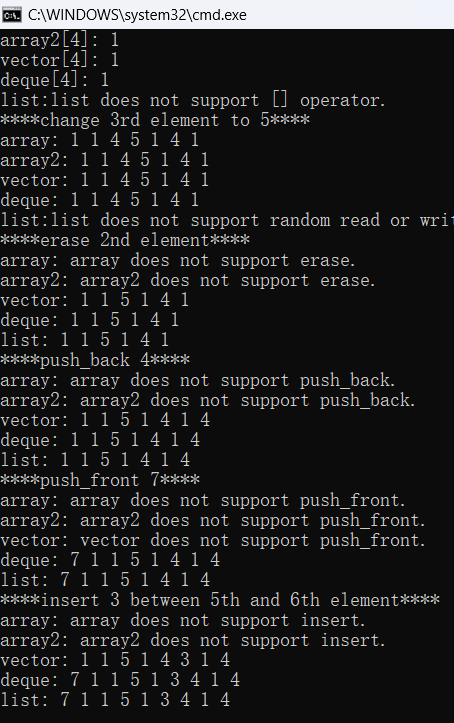 C:\WINDOWS\system32\cmd.exe
array2[4]: 1
vector[4]: 1
deque[4]: 1
list:list does not support [] operator.
****change 3rd element to 5****
array: 1 1 4 5 1 4 1
array2: 1 1 4 5 1 4 1
vector: 1 1 4 5 1 4 1
deque: 1 1 4 5 1 4 1
list:list does not support random read or writ
****erase 2nd element****
array: array does not support erase.
array2: array2 does not support erase.
vector: 1 1 5 1 4 1
deque: 1 1 5 1 4 1
list: 1 1 5 1 4 1
****push_back 4****
array: array does not support push_back.
array2: array2 does not support push_back.
vector: 1 1 5 1 4 1 4
deque: 1 1 5 1 4 1 4
list: 1 1 5 1 4 1 4
****push_front 7****
array: array does not support push_front.
array2: array2 does not support push_front.
vector: vector does not support push_front.
deque: 7 1 1 5 1 4 1 4
list: 7 1 1 5 1 4 1 4
****insert 3 between 5th and 6th element****
array: array does not support insert.
array2: array2 does not support insert.
vector: 1 1 5 1 4 3 1 4
deque: 7 1 1 5 1 3 4 1 4
list: 7 1 1 5 1 3 4 1 4